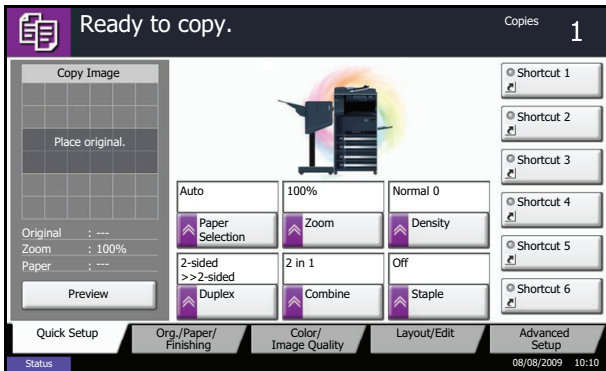 Ready to copy.
Copies 1
Copy Image
Place original.
Original : ---
Zoom : 100%
Paper : ---
Preview
Auto
100%
Normal 0
Paper
Selection
Zoom
Density
2-sided
>>2-sided
2 in 1
Off
Duplex
Combine
Staple
Shortcut 1
Shortcut 2
Shortcut 3
Shortcut 4
Shortcut 5
Shortcut 6
Quick Setup
Org./Paper/
Finishing
Color/
Image Quality
Layout/Edit
Advanced
Setup
Status
08/08/2009 10:10